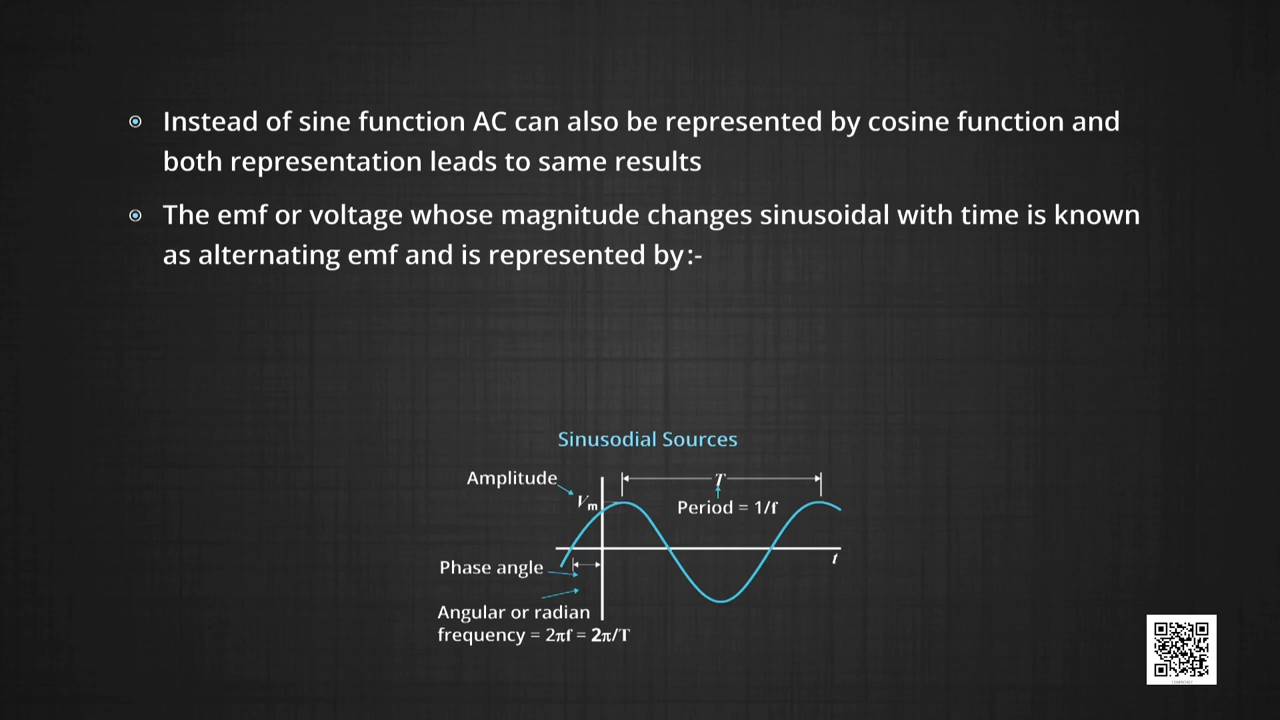 Instead of sine function AC can also be represented by cosine function and
both representation leads to same results
The emf or voltage whose magnitude changes sinusoidal with time is known
as alternating emf and is represented by:-
Sinusodial Sources
Amplitude
Vm
T
Period = 1/f
t
Phase angle
Angular or radian
frequency = 2πf = 2π/T